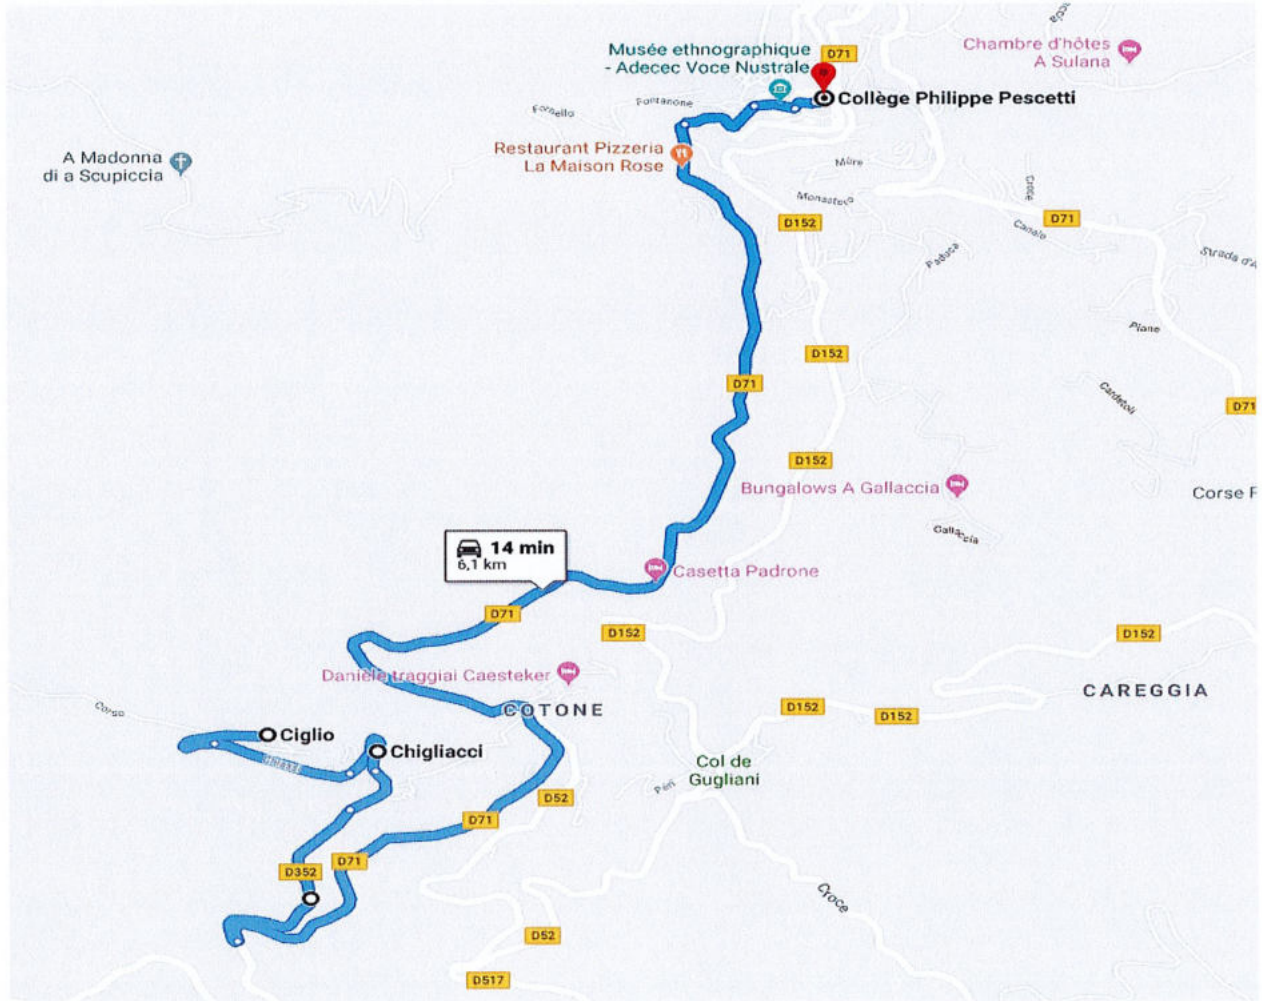 Musée ethnographique
- Adecec Voce Nustrale
D71
Chambre d'hôtes
A Sulana
Collège Philippe Pescetti
Fornello
Fontanone
Restaurant Pizzeria
La Maison Rose
A Madonna
di a Scupiccia
Mure
Monastero
Croce
D152
D71
Canale
Paduca
Strada d'A
Piane
D152
D71
Cardetoli
D71
D152
Bungalows A Gallaccia
Corse F
Gallaccia
14 min
6,1 km
Casetta Padrone
D71
D152
D152
Danièle traggiai Caesteker
CAREGGIA
COTONE
D152
D152
Corso
Ciglio
Chigliacci
Col de
Gugliani
Peri
D52
D71
D71
D352
Croce
D52
D517